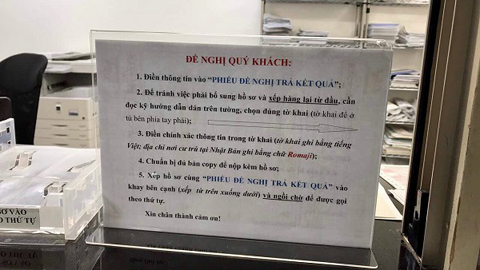 ĐỀ NGHỊ QUÝ KHÁCH:
1. Điền thông tin vào "PHIẾU ĐỀ NGHỊ TRẢ KẾT QUẢ";
2. Để tránh việc phải bổ sung hồ sơ và xếp hàng lại từ đầu, cần
đọc kỹ hướng dẫn dán trên tường, chọn đúng tờ khai (tờ khai để ở
tủ bên phía tay phải);
3. Điền chính xác thông tin trong tờ khai (tờ khai ghi bằng tiếng
Việt; địa chỉ nơi cư trú tại Nhật Bản ghi bằng chữ Romaji);
4. Chuẩn bị đủ bản copy để nộp kèm hồ sơ;
5. Xếp hồ sơ cùng "PHIẾU ĐỀ NGHỊ TRẢ KẾT QUẢ" vào
khay bên cạnh (xếp từ trên xuống dưới) và ngồi chờ để được gọi
theo thứ tự.
Xin chân thành cảm ơn!
SƠ VÀO
O THỨ TỰ